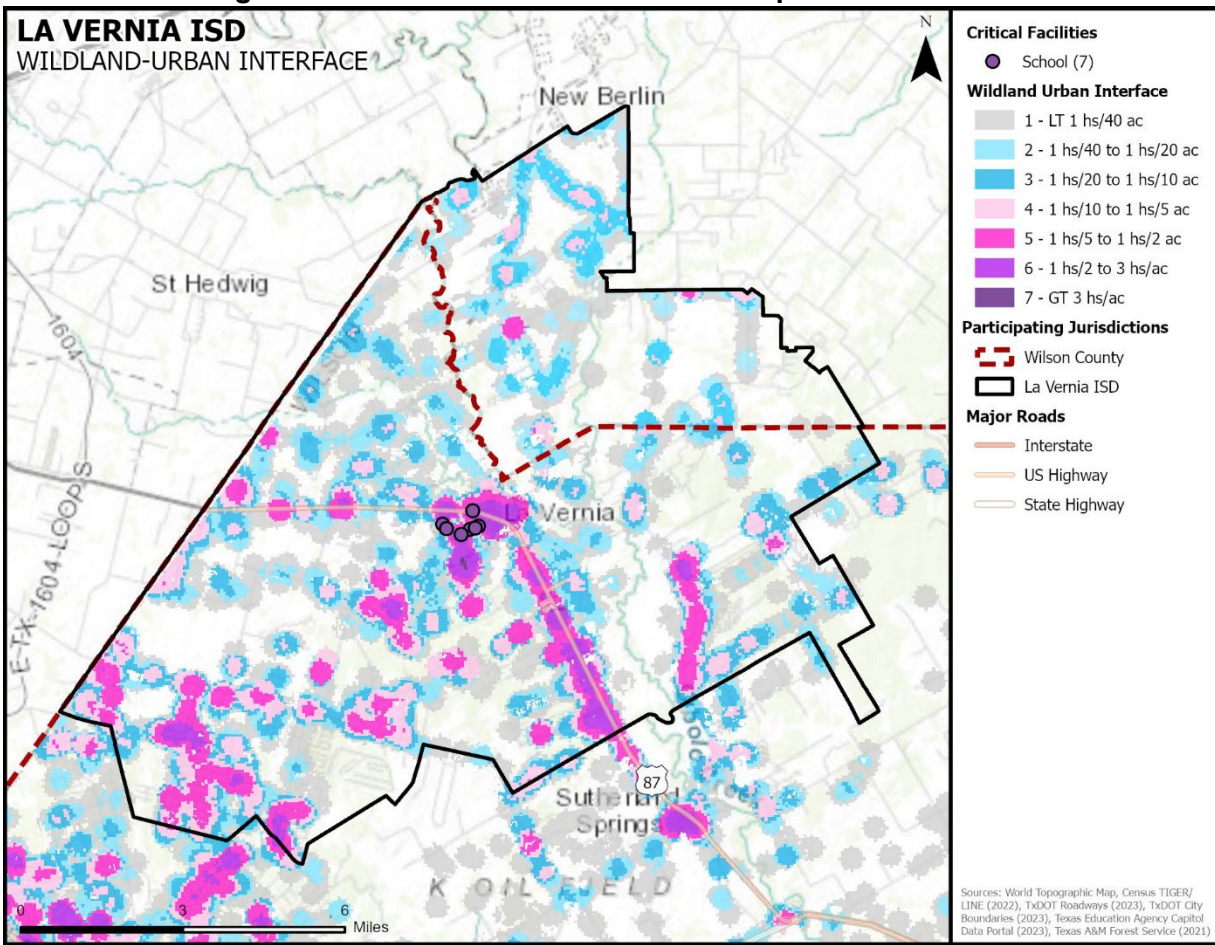 LA VERNIA ISD
WILDLAND-URBAN INTERFACE
N
New Berlin
St Hedwig
1604
E-T-X-1604-LOOP-S
La Vernia
87
Sutherland
Springs
K OIL FIELD
0 3 6
Miles
Critical Facilities
School (7)
Wildland Urban Interface
1 - LT 1 hs/40 ac
2 - 1 hs/40 to 1 hs/20 ac
3 - 1 hs/20 to 1 hs/10 ac
4 - 1 hs/10 to 1 hs/5 ac
5 - 1 hs/5 to 1 hs/2 ac
6 - 1 hs/2 to 3 hs/ac
7 - GT 3 hs/ac
Participating Jurisdictions
Wilson County
La Vernia ISD
Major Roads
Interstate
US Highway
State Highway
Sources: World Topographic Map, Census TIGER/
LINE (2022), TxDOT Roadways (2023), TxDOT City
Boundaries (2023), Texas Education Agency Capitol
Data Portal (2023), Texas A&M Forest Service (2021)